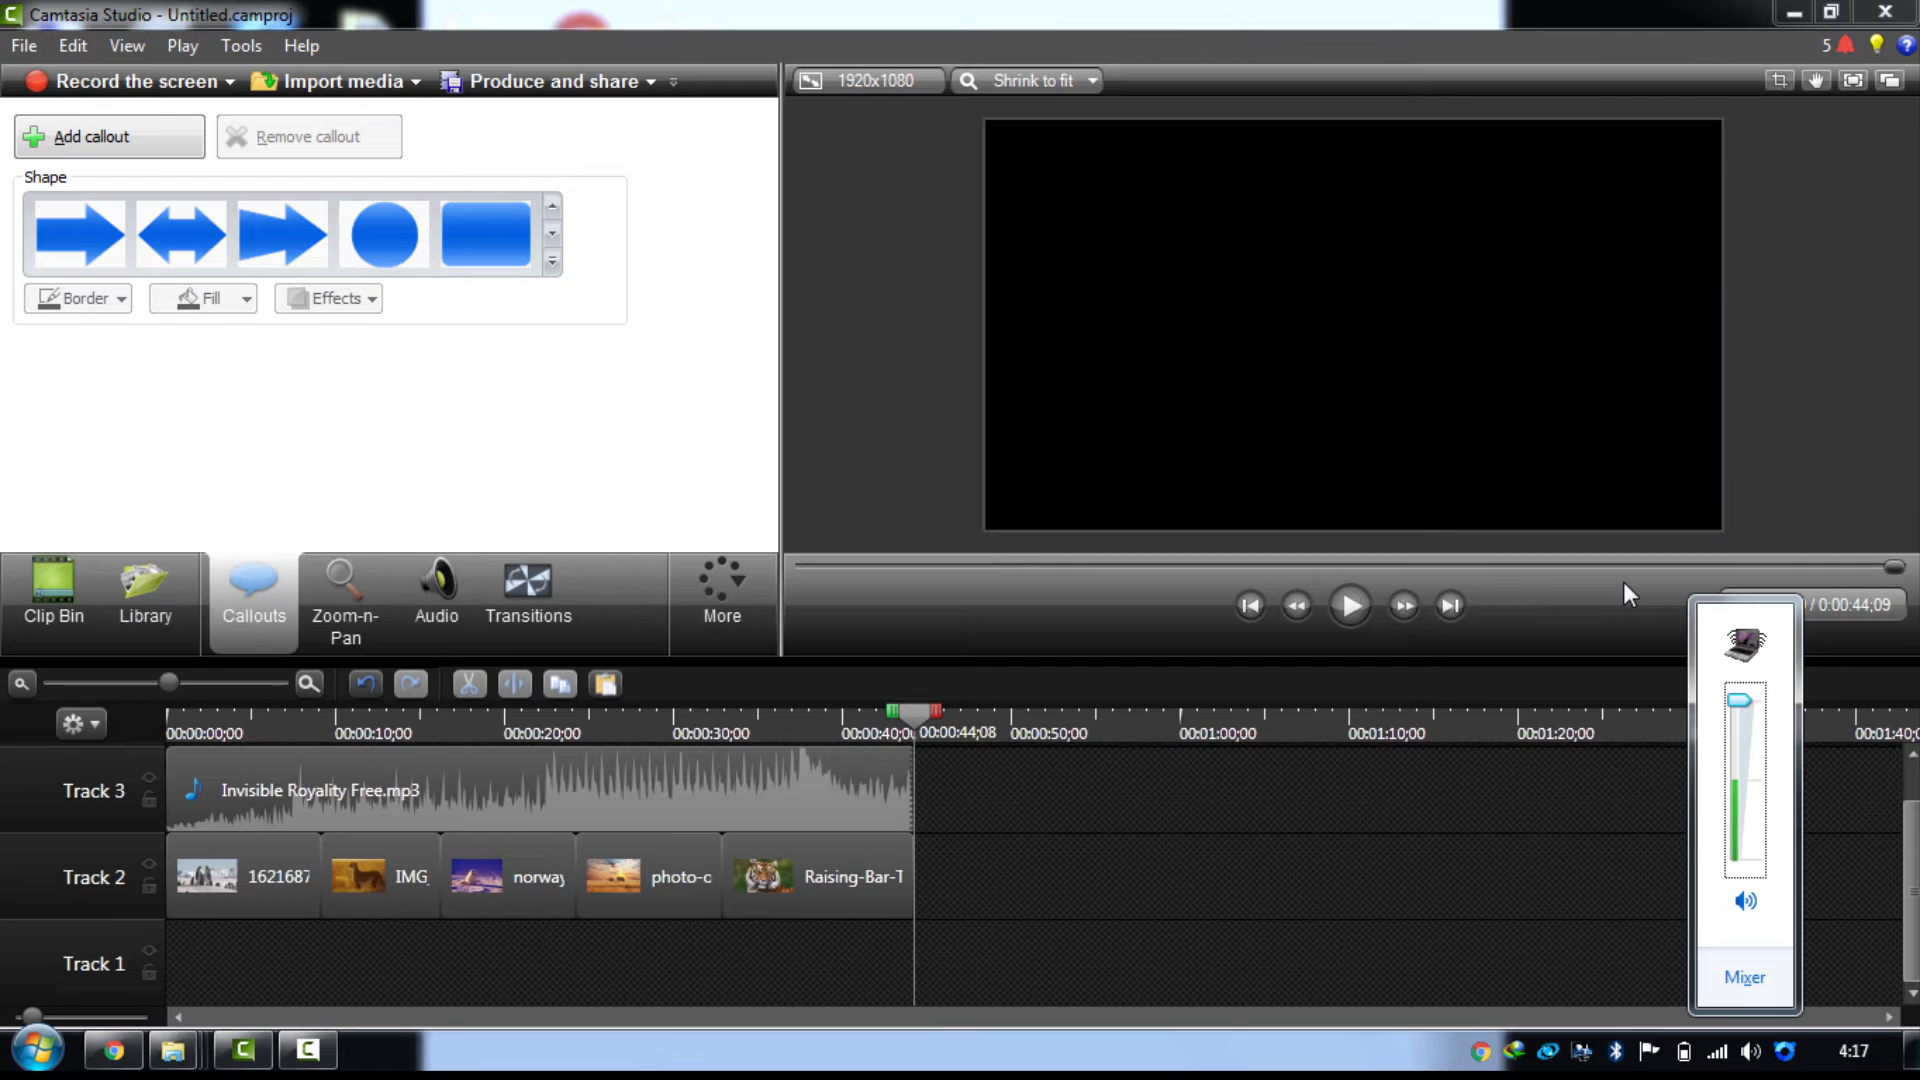 Camtasia Studio - Untitled.camproj
File Edit View Play Tools Help
5
Record the screen Import media Produce and share
1920x1080 Shrink to fit
Add callout Remove callout
Shape
Border Fill Effects
Clip Bin Library Callouts Zoom-n-Pan Audio Transitions More
/ 0:00:44;09
00:00:00;00 00:00:10;00 00:00:20;00 00:00:30;00 00:00:44;08 00:00:50;00 00:01:00;00 00:01:10;00 00:01:20;00
Track 3 Invisible Royality Free.mp3
Track 2 1621687 IMG_ norway photo-c Raising-Bar-T
Track 1
Mixer
4:17